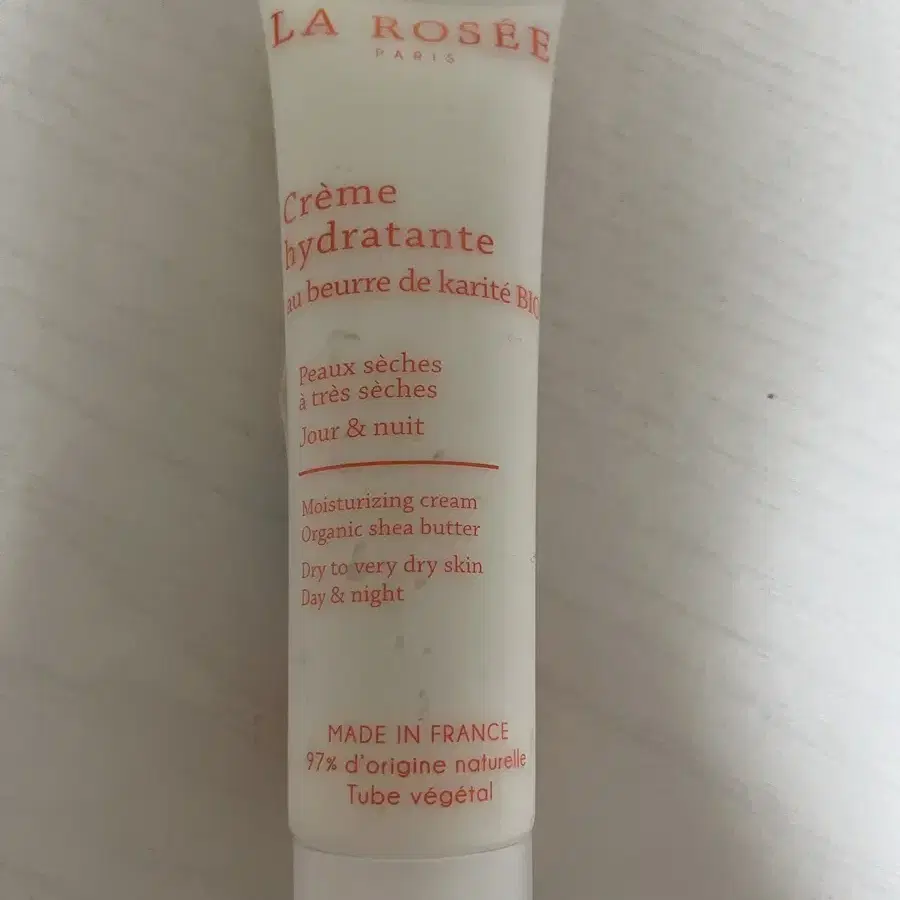 LA ROSÉE
PARIS
Crème
hydratante
au beurre de karité BIO
Peaux sèches
à très sèches
Jour & nuit
Moisturizing cream
Organic shea butter
Dry to very dry skin
Day & night
MADE IN FRANCE
97% d'origine naturelle
Tube végétal